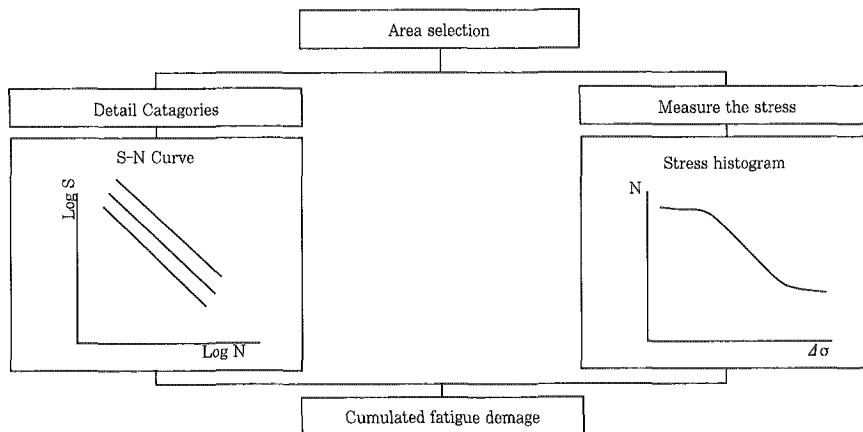 Area selection
Detail Catagories
Measure the stress
S-N Curve
Log S
Log N
Stress histogram
N
Δσ
Cumulated fatigue demage